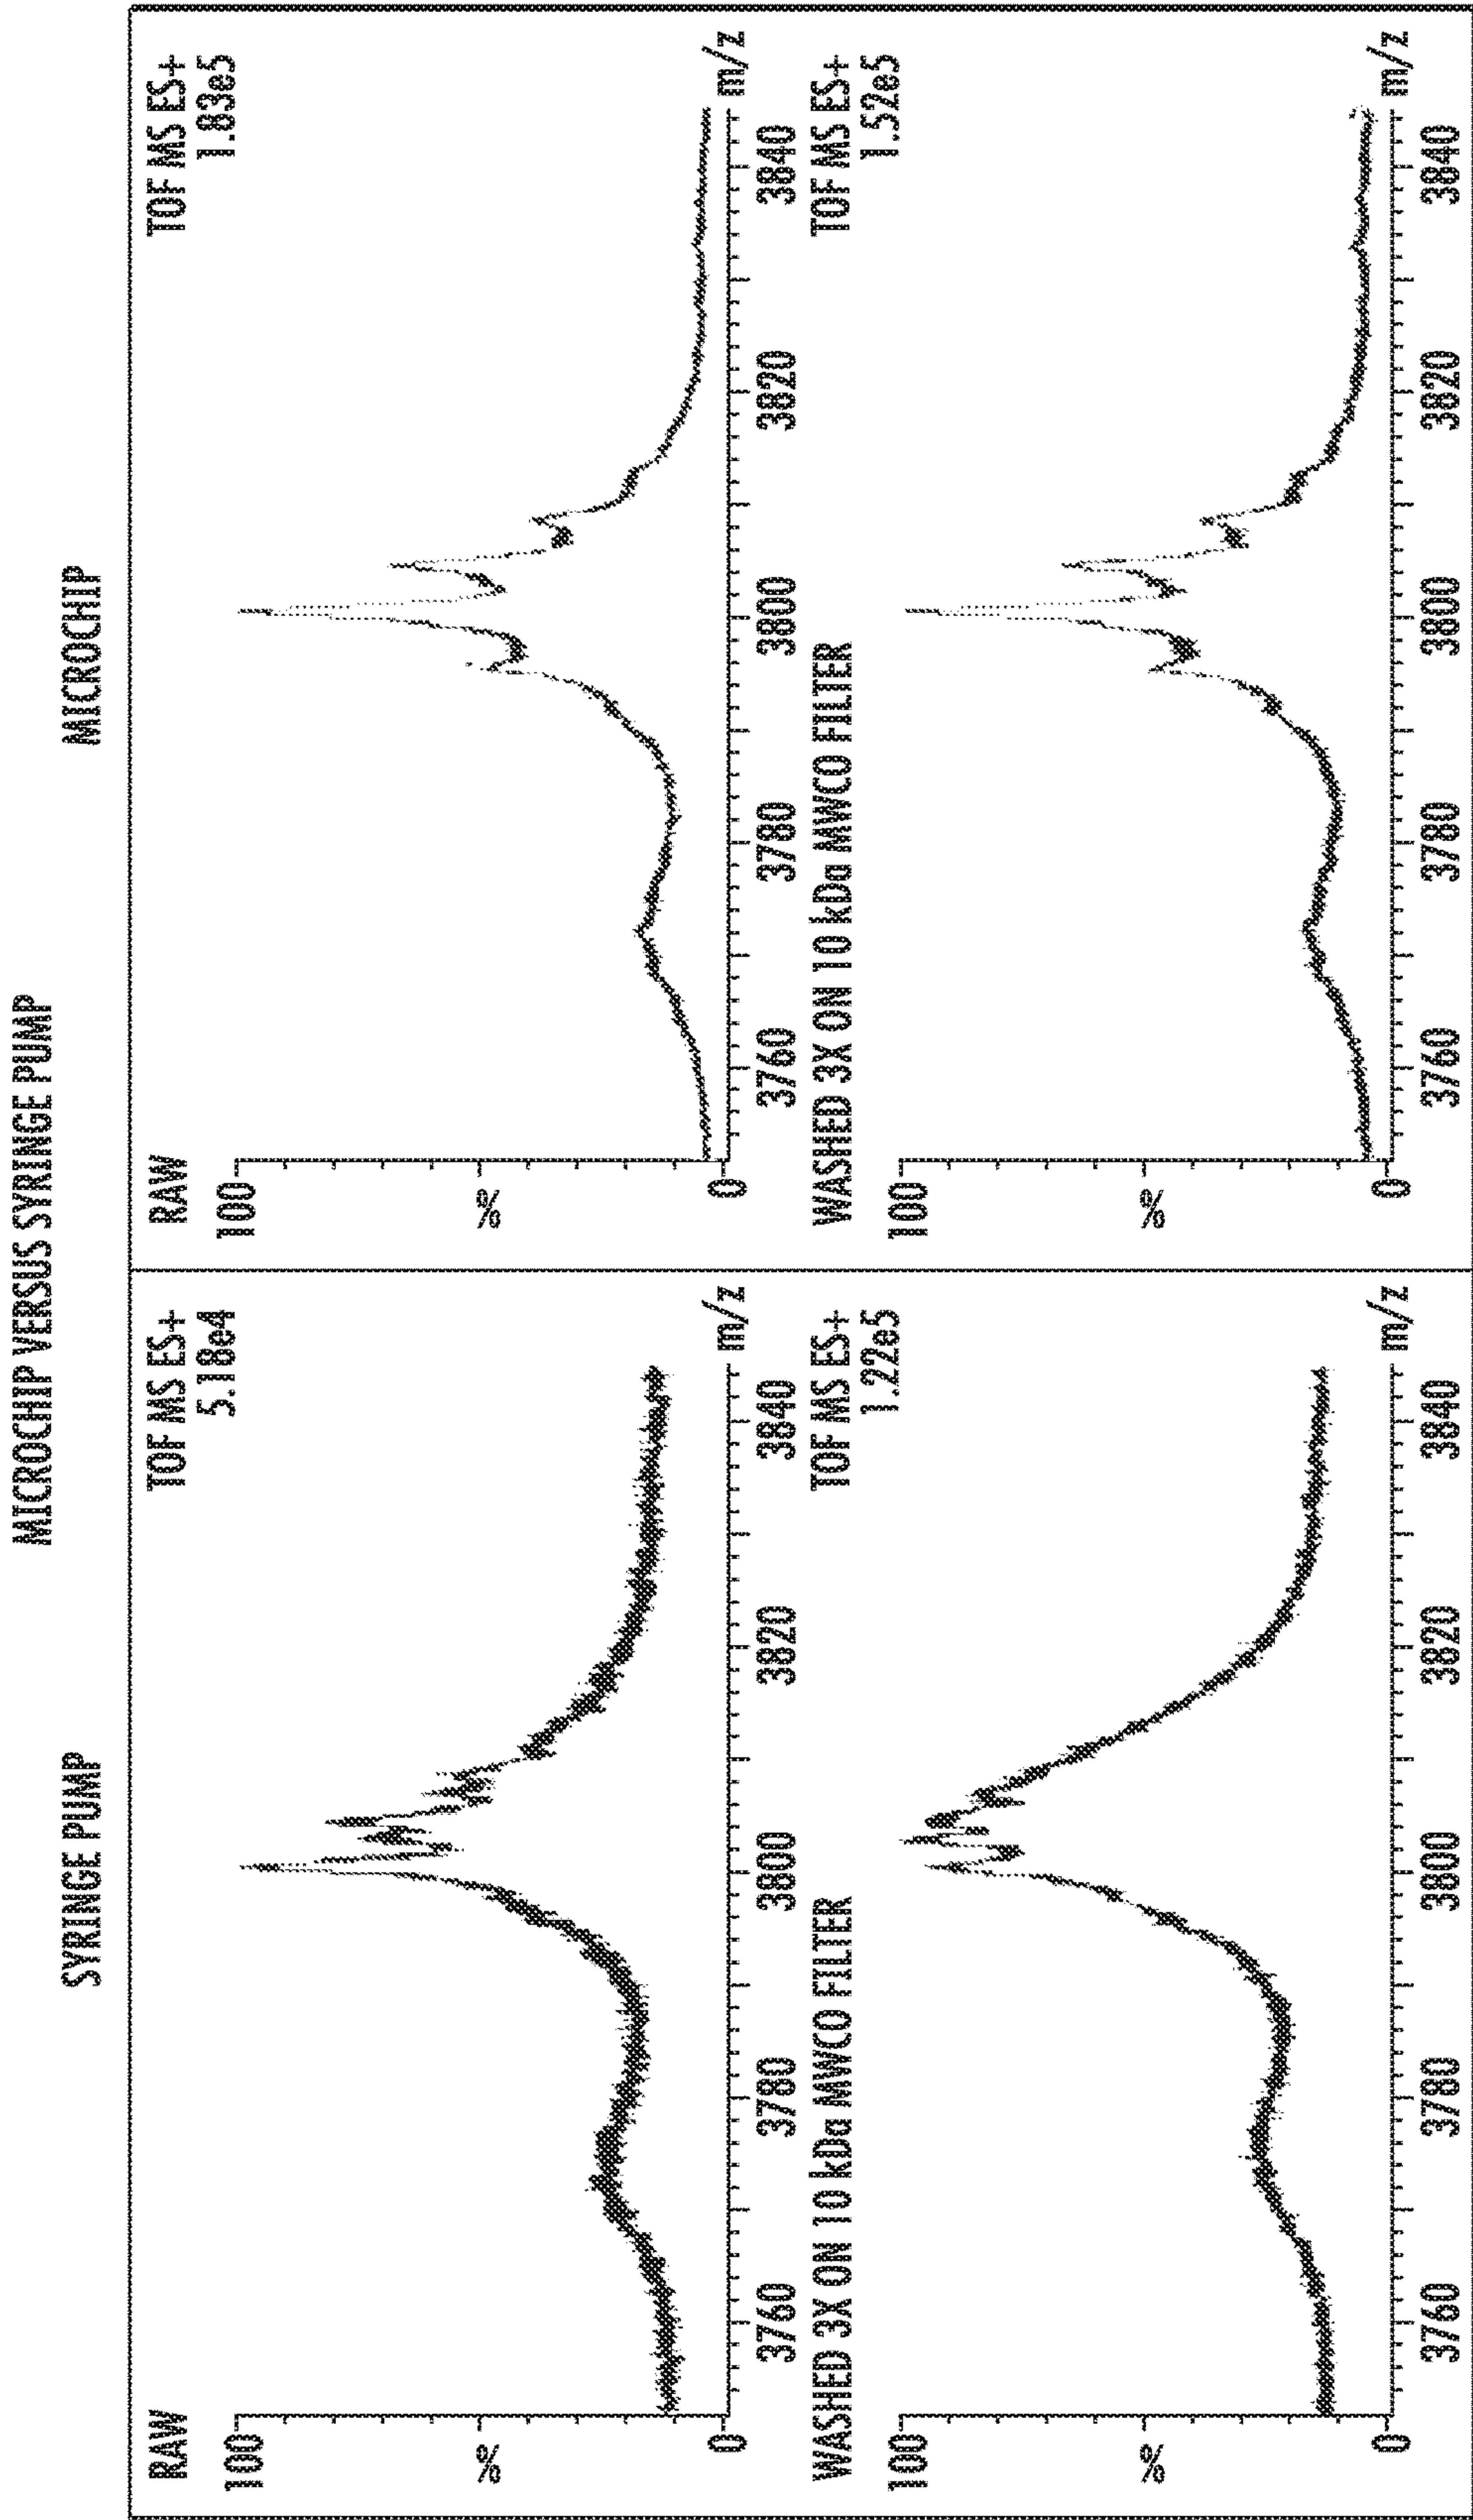 MICROCHIP VERSUS SYRINGE PUMP
SYRINGE PUMP
MICROCHIP
RAW
TOF MS ES+
5.18e4
100
%
0
3760
3780
3800
3820
3840
m/z
WASHED 3X ON 10 kDa MWCO FILTER
TOF MS ES+
1.22e5
100
%
0
3760
3780
3800
3820
3840
m/z
RAW
TOF MS ES+
1.83e5
100
%
0
3760
3780
3800
3820
3840
m/z
WASHED 3X ON 10 kDa MWCO FILTER
TOF MS ES+
1.52e5
100
%
0
3760
3780
3800
3820
3840
m/z